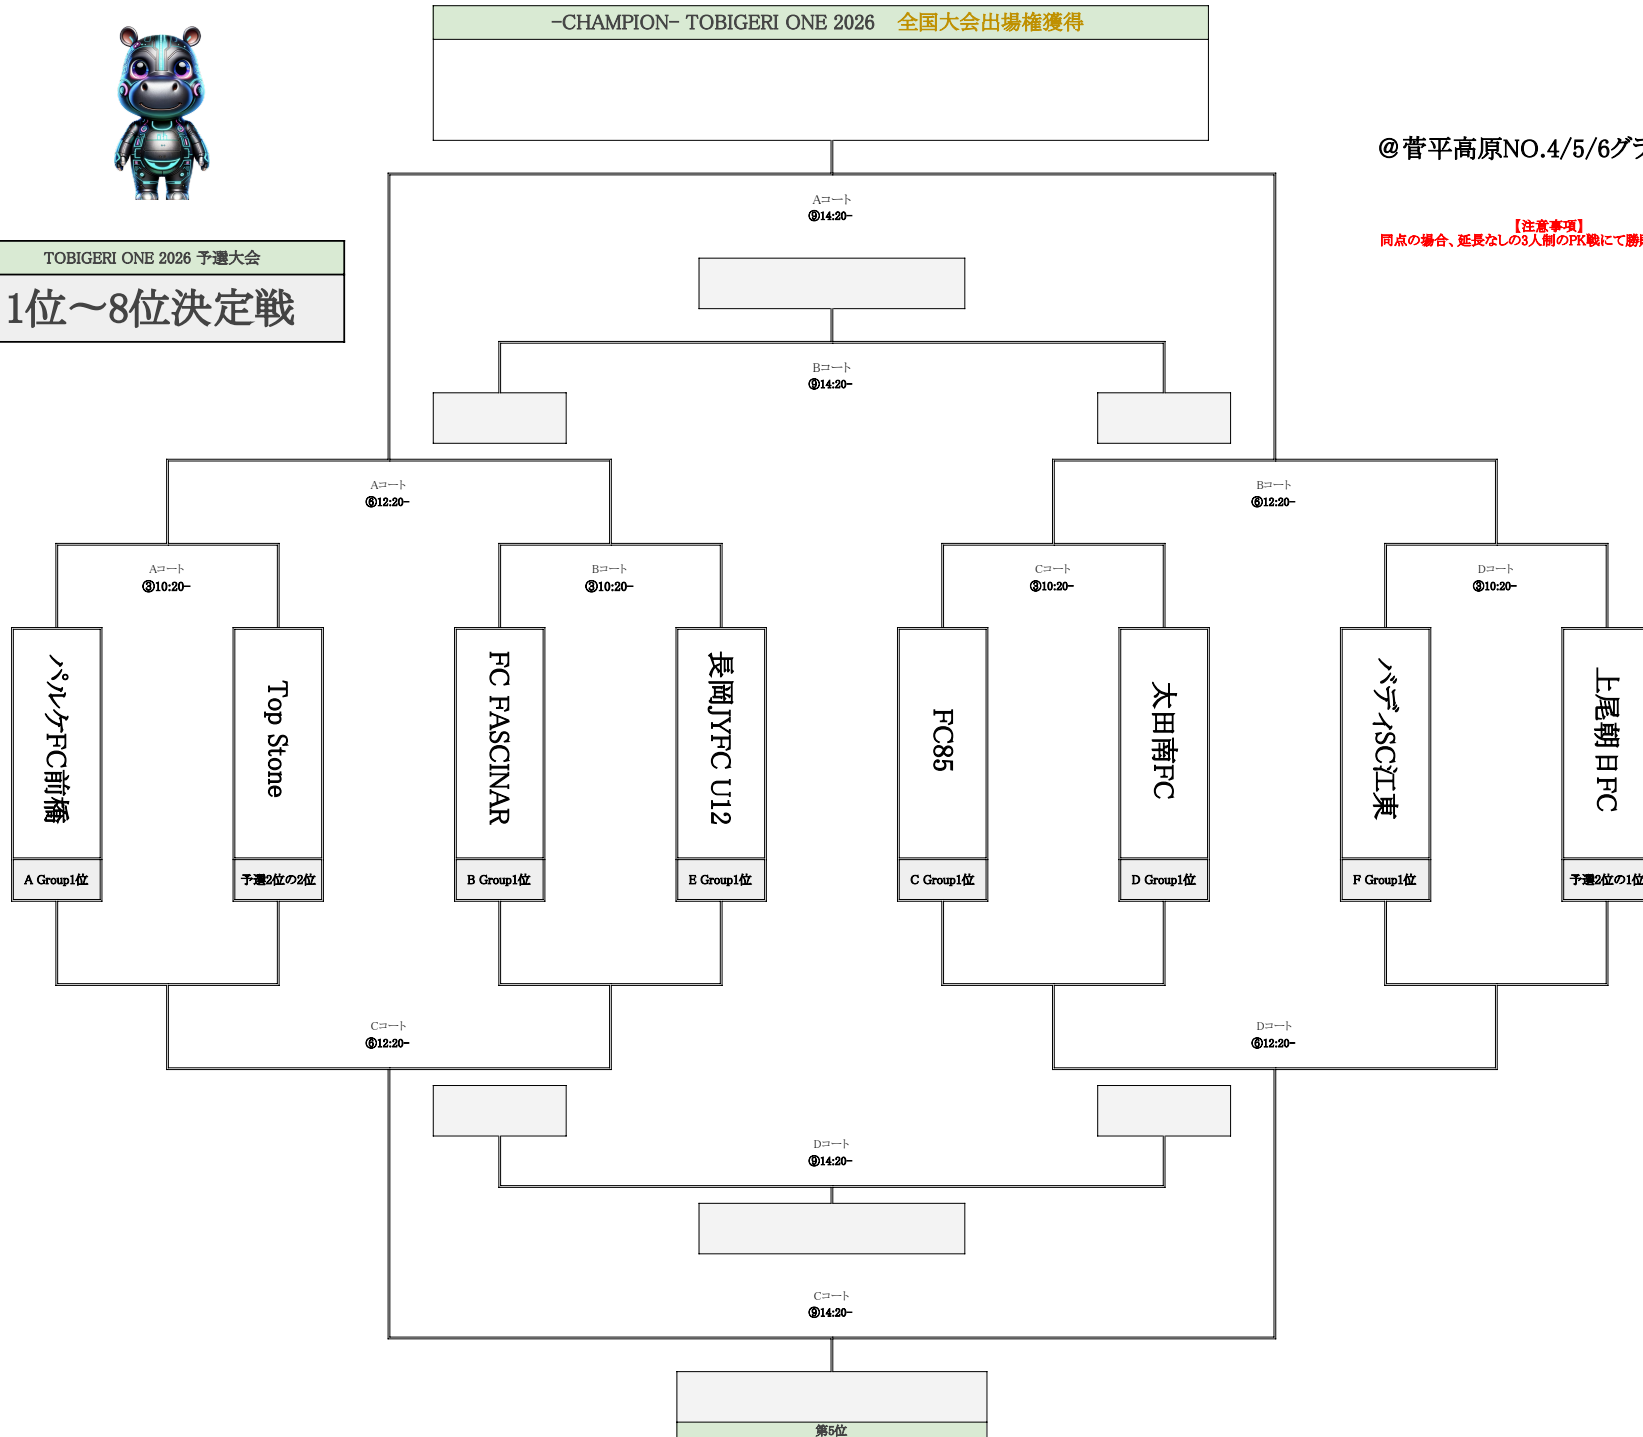 -CHAMPION- TOBIGERI ONE 2026 全国大会出場権獲得
@菅平高原NO.4/5/6グラ
【注意事項】
同点の場合、延長なしの3人制のPK戦にて勝
TOBIGERI ONE 2026 予選大会
1位～8位決定戦
Aコート
⑨14:20-
Bコート
⑨14:20-
Aコート
⑥12:20-
Bコート
⑥12:20-
Aコート
③10:20-
Bコート
③10:20-
Cコート
③10:20-
Dコート
③10:20-
パルケFC前橋
Top Stone
FC FASCINAR
長岡JYFC U12
FC85
太田南FC
バディSC江東
上尾朝日FC
A Group1位
予選2位の2位
B Group1位
E Group1位
C Group1位
D Group1位
F Group1位
予選2位の1位
Cコート
⑥12:20-
Dコート
⑥12:20-
Dコート
⑨14:20-
Cコート
⑨14:20-
第5位